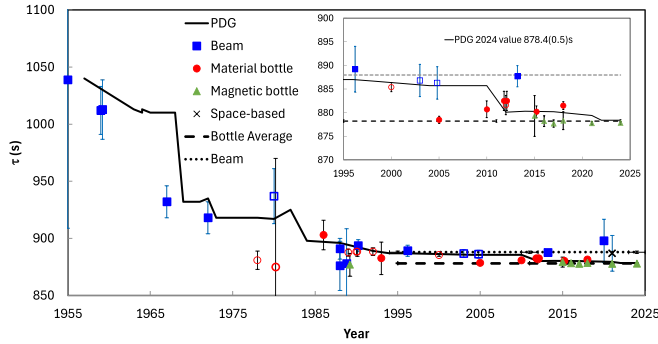 1100
1050
1000
950
900
850
τ (s)
PDG
Beam
Material bottle
Magnetic bottle
Space-based
Bottle Average
Beam
900
895
890
885
880
875
870
PDG 2024 value 878.4(0.5)s
1995 2000 2005 2010 2015 2020 2025
1955 1965 1975 1985 1995 2005 2015 2025
Year